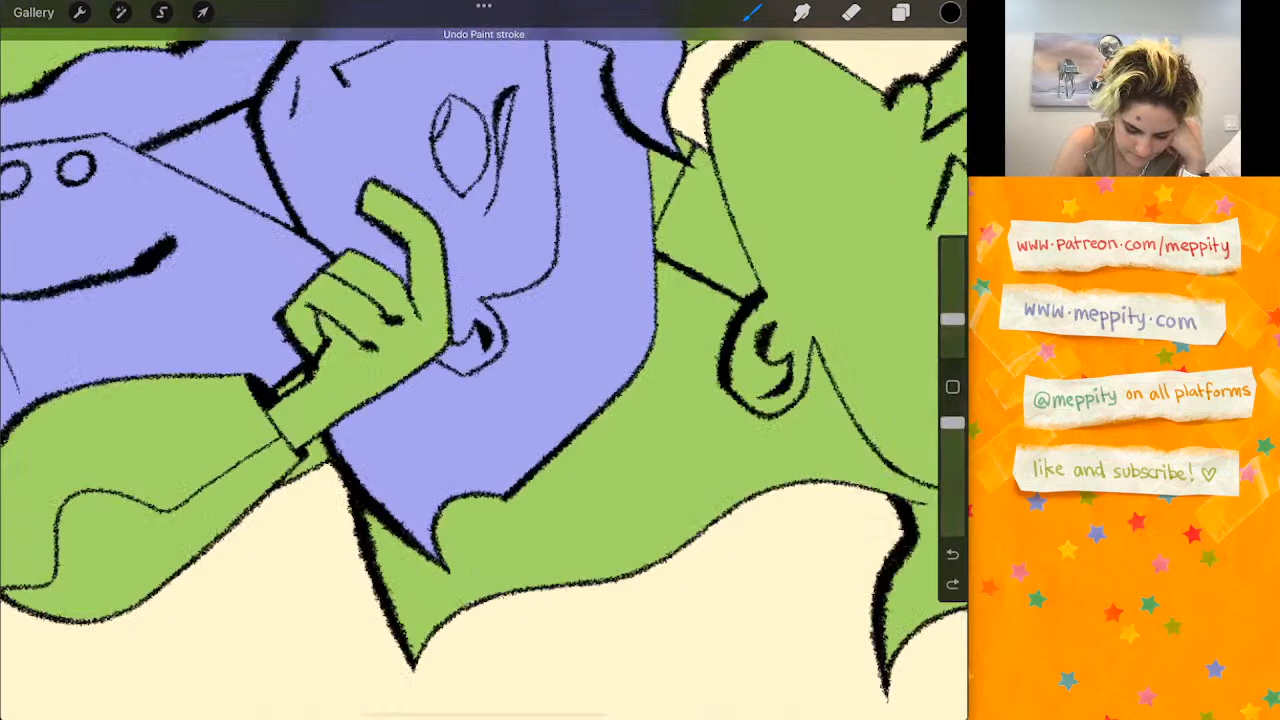 Gallery
Undo Paint stroke
www.patreon.com/meppity
www.meppity.com
@meppity on all platforms
like and subscribe! ♡